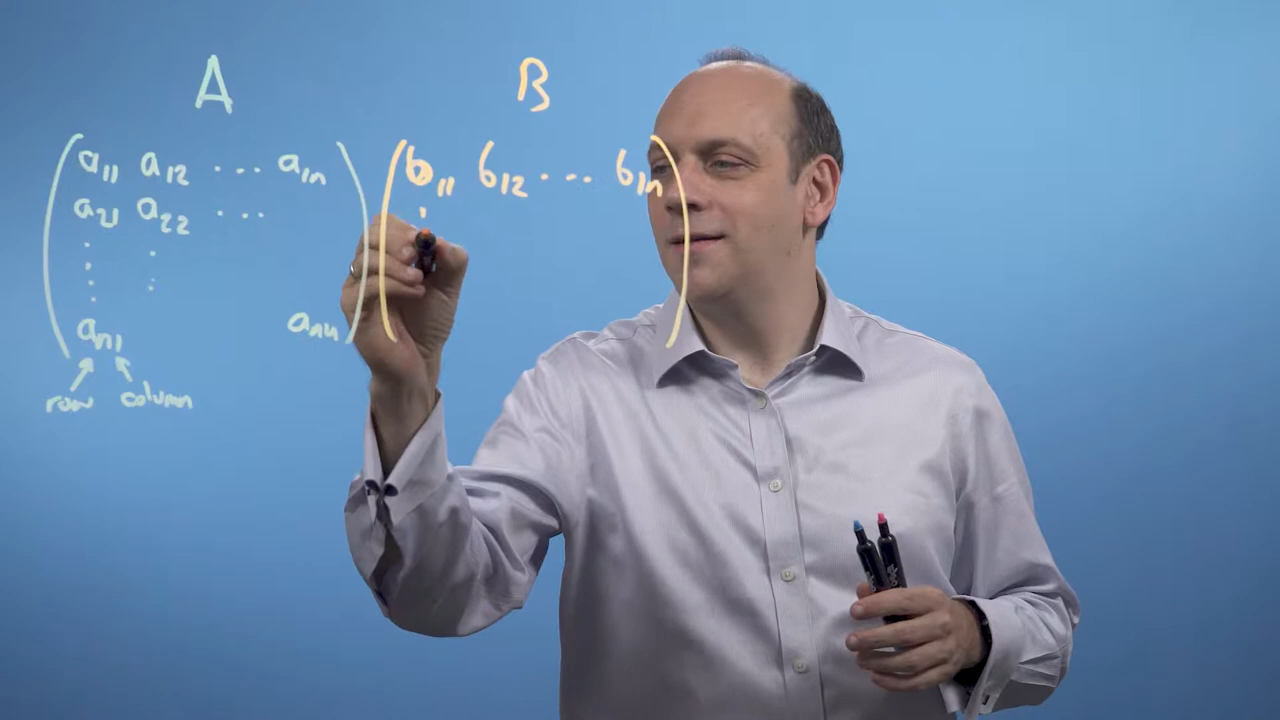 A B
a11 a12 ... a1n b11 b12 ... b1n
a21 a22 ...
an1 ann
row column